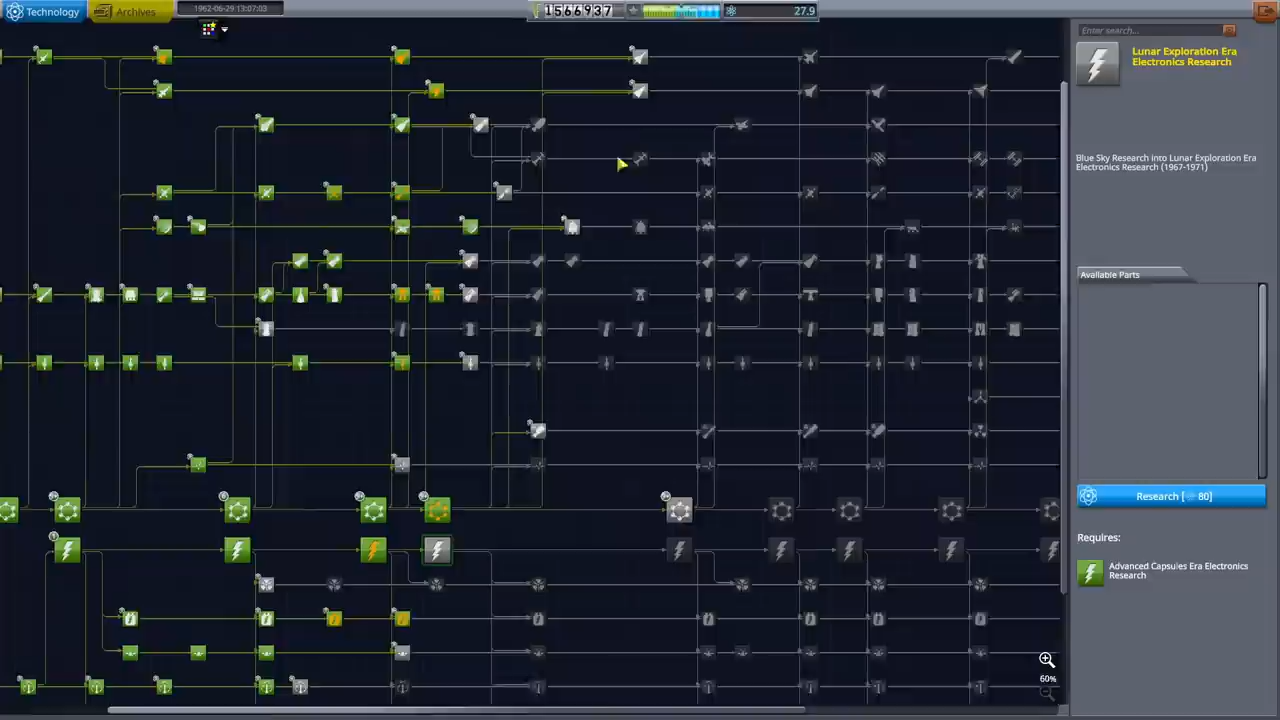 Technology
Archives
1962-06-29 13:07:03
1566937
27.9
Enter search...
Lunar Exploration Era
Electronics Research
Blue Sky Research into Lunar Exploration Era
Electronics Research (1967-1971)
Available Parts
Research [ 80]
Requires:
Advanced Capsules Era Electronics
Research
60%